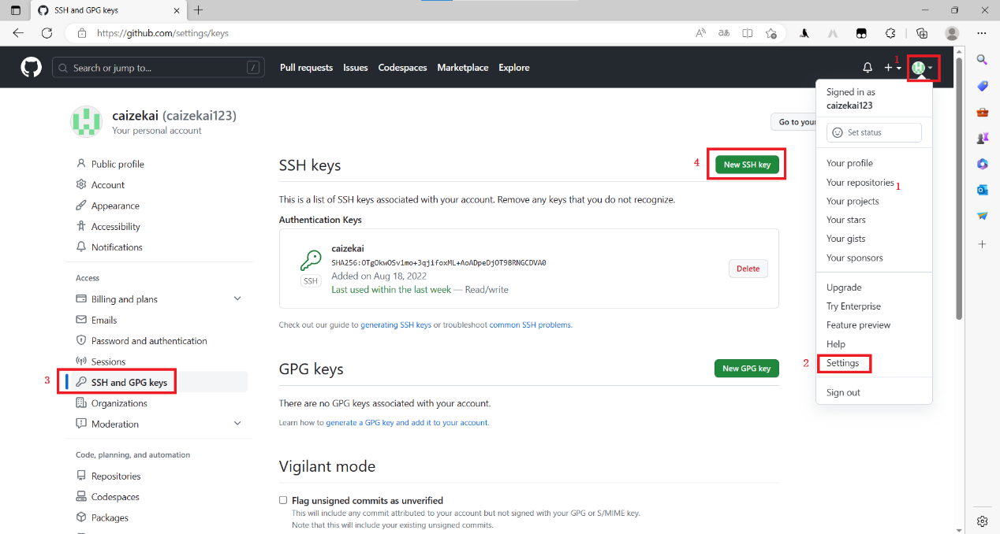 SSH and GPG keys
https://github.com/settings/keys
Search or jump to...
/
Pull requests
Issues
Codespaces
Marketplace
Explore
1
Signed in as
caizekai123
Set status
Your profile
Your repositories
1
Your projects
Your stars
Your gists
Your sponsors
Upgrade
Try Enterprise
Feature preview
Help
2
Settings
Sign out
caizekai (caizekai123)
Your personal account
Go to your
Public profile
Account
Appearance
Accessibility
Notifications
Access
Billing and plans
Emails
Password and authentication
Sessions
3
SSH and GPG keys
Organizations
Moderation
Code, planning, and automation
Repositories
Codespaces
Packages
SSH keys
4
New SSH key
This is a list of SSH keys associated with your account. Remove any keys that you do not recognize.
Authentication Keys
caizekai
SHA256:OTgOkwOSv1mo+3qjifoxML+AoADpeDjOT98RNGCDVA0
SSH
Added on Aug 18, 2022
Last used within the last week — Read/write
Delete
Check out our guide to generating SSH keys or troubleshoot common SSH problems.
GPG keys
New GPG key
There are no GPG keys associated with your account.
Learn how to generate a GPG key and add it to your account.
Vigilant mode
Flag unsigned commits as unverified
This will include any commit attributed to your account but not signed with your GPG or S/MIME key.
Note that this will include your existing unsigned commits.